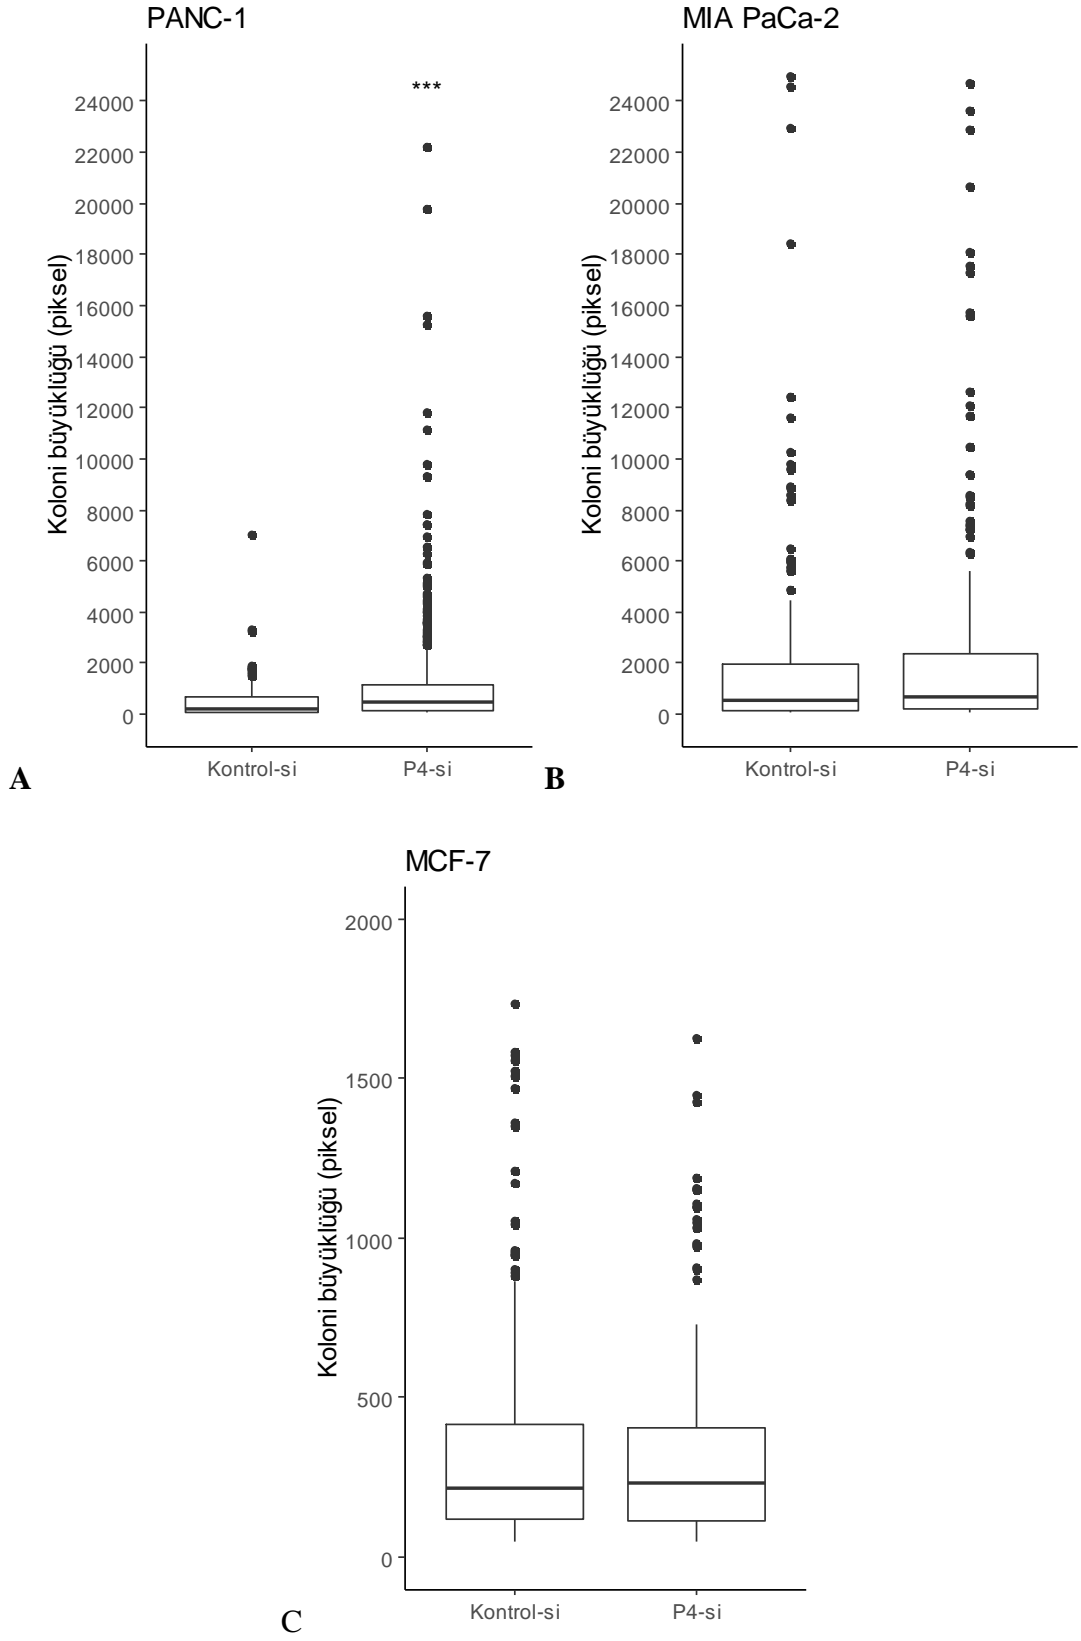 PANC-1
***
24000
22000
20000
18000
16000
14000
12000
10000
8000
6000
4000
2000
0
Koloni büyüklüğü (piksel)
Kontrol-si P4-si
A
MIA PaCa-2
24000
22000
20000
18000
16000
14000
12000
10000
8000
6000
4000
2000
0
Koloni büyüklüğü (piksel)
Kontrol-si P4-si
B
MCF-7
2000
1500
1000
500
0
Koloni büyüklüğü (piksel)
Kontrol-si P4-si
C